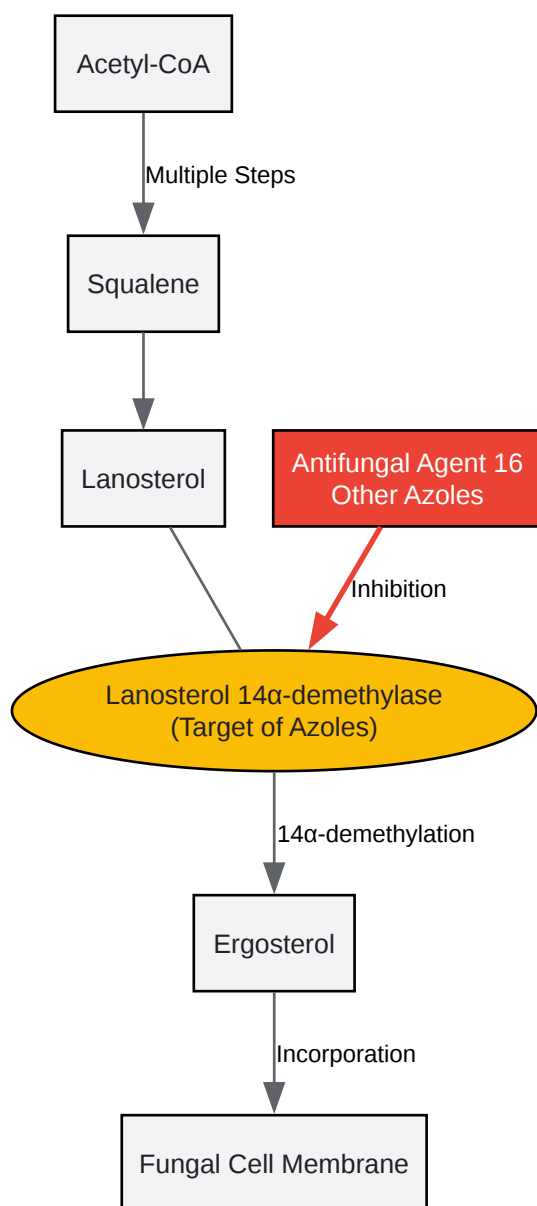 Acetyl-CoA
Multiple Steps
Squalene
Lanosterol
Antifungal Agent 16
Other Azoles
Inhibition
Lanosterol 14α-demethylase
(Target of Azoles)
14α-demethylation
Ergosterol
Incorporation
Fungal Cell Membrane